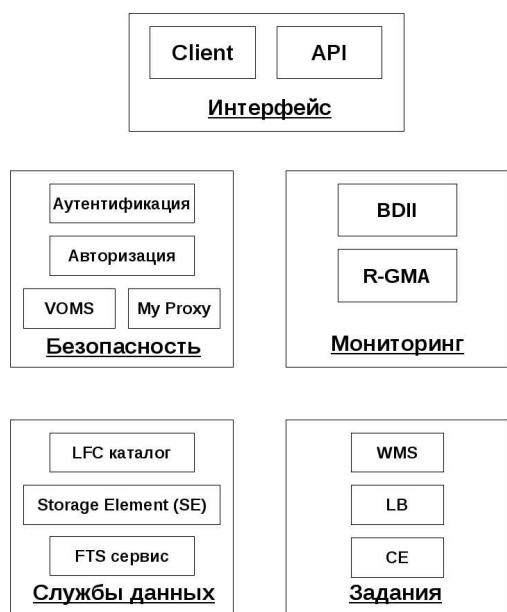 Client API
Интерфейс
Аутентификация
Авторизация
VOMS My Proxy
Безопасность
BDII
R-GMA
Мониторинг
LFC каталог
Storage Element (SE)
FTS сервис
Службы данных
WMS
LB
CE
Задания